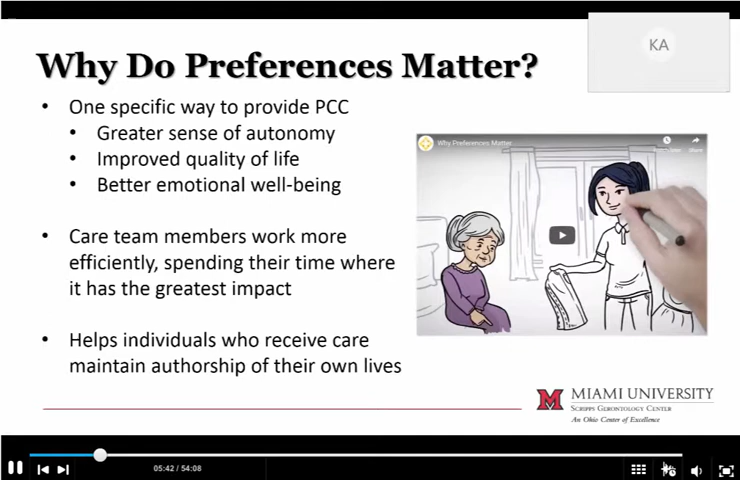 KA
Why Do Preferences Matter?
• One specific way to provide PCC
• Greater sense of autonomy
• Improved quality of life
• Better emotional well-being
• Care team members work more
efficiently, spending their time where
it has the greatest impact
• Helps individuals who receive care
maintain authorship of their own lives
Why Preferences Matter
Share
MIAMI UNIVERSITY
SCRIPPS GERONTOLOGY CENTER
An Ohio Center of Excellence
05:42 / 54:08